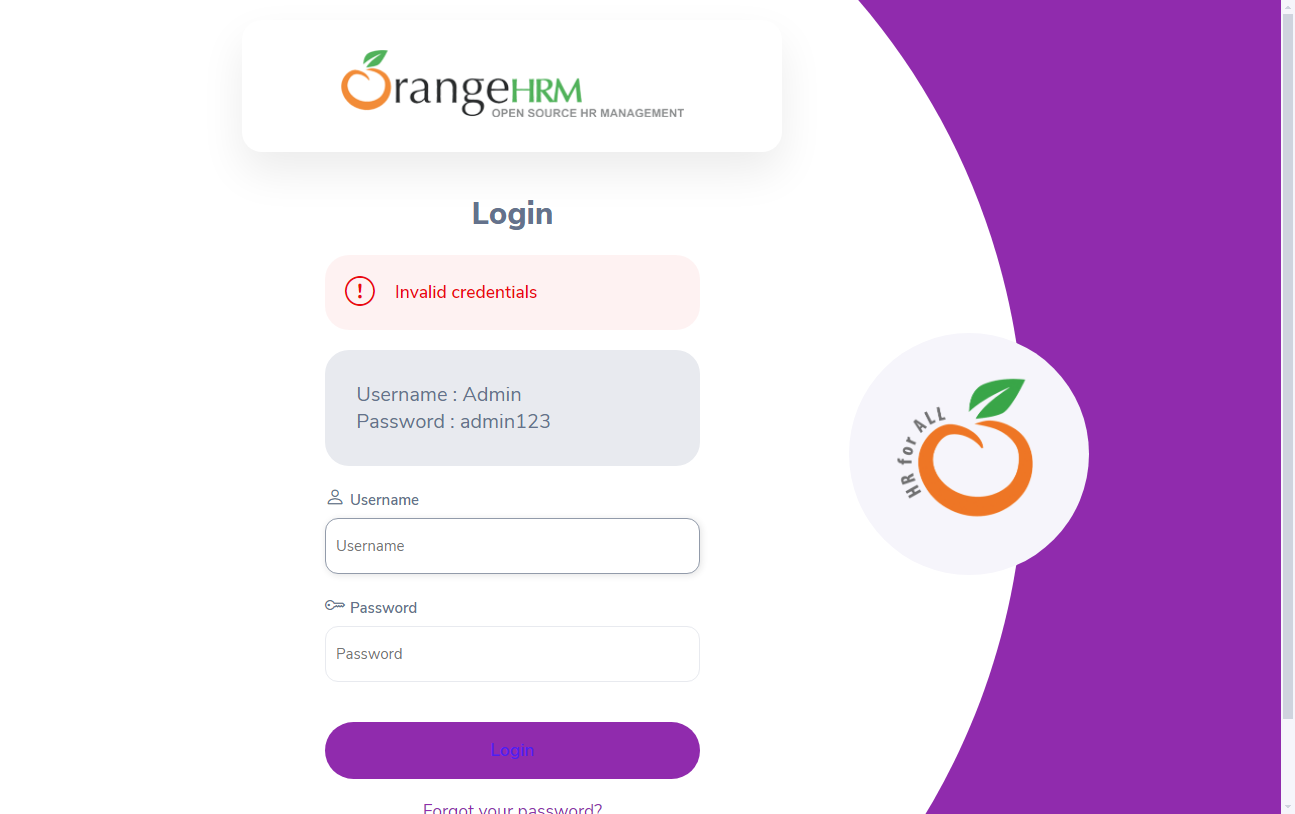 OrangeHRM
OPEN SOURCE HR MANAGEMENT
Login
Invalid credentials
Username : Admin
Password : admin123
Username
Username
Password
Password
Login
Forgot your password?
HR for ALL